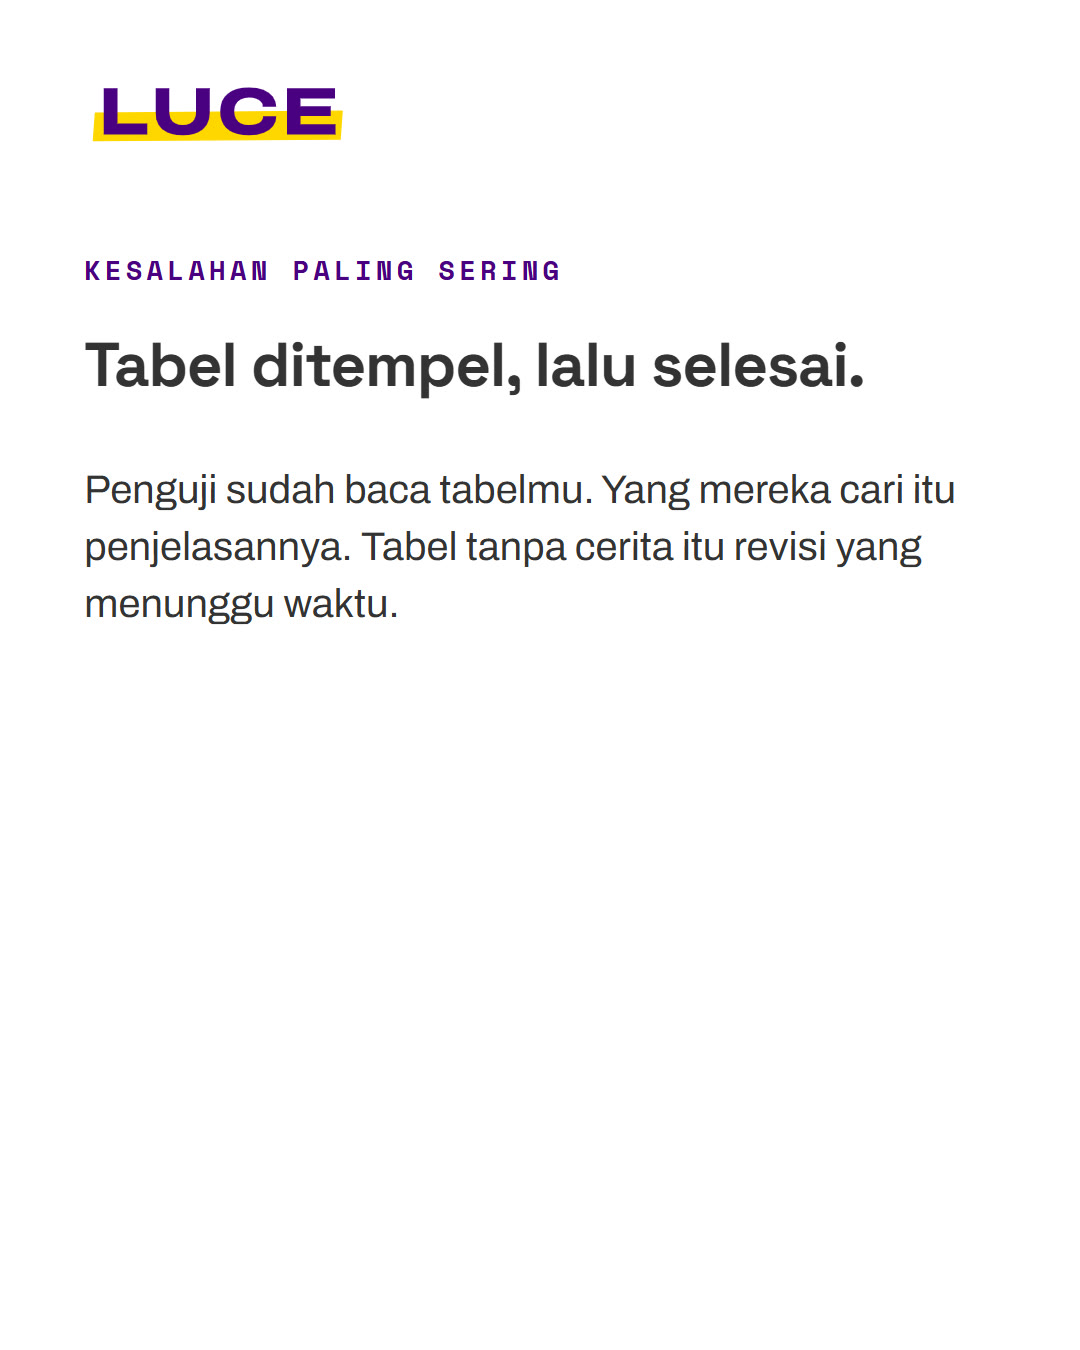 LUCE
KESALAHAN PALING SERING
Tabel ditempel, lalu selesai.
Penguji sudah baca tabelmu. Yang mereka cari itu
penjelasannya. Tabel tanpa cerita itu revisi yang
menunggu waktu.